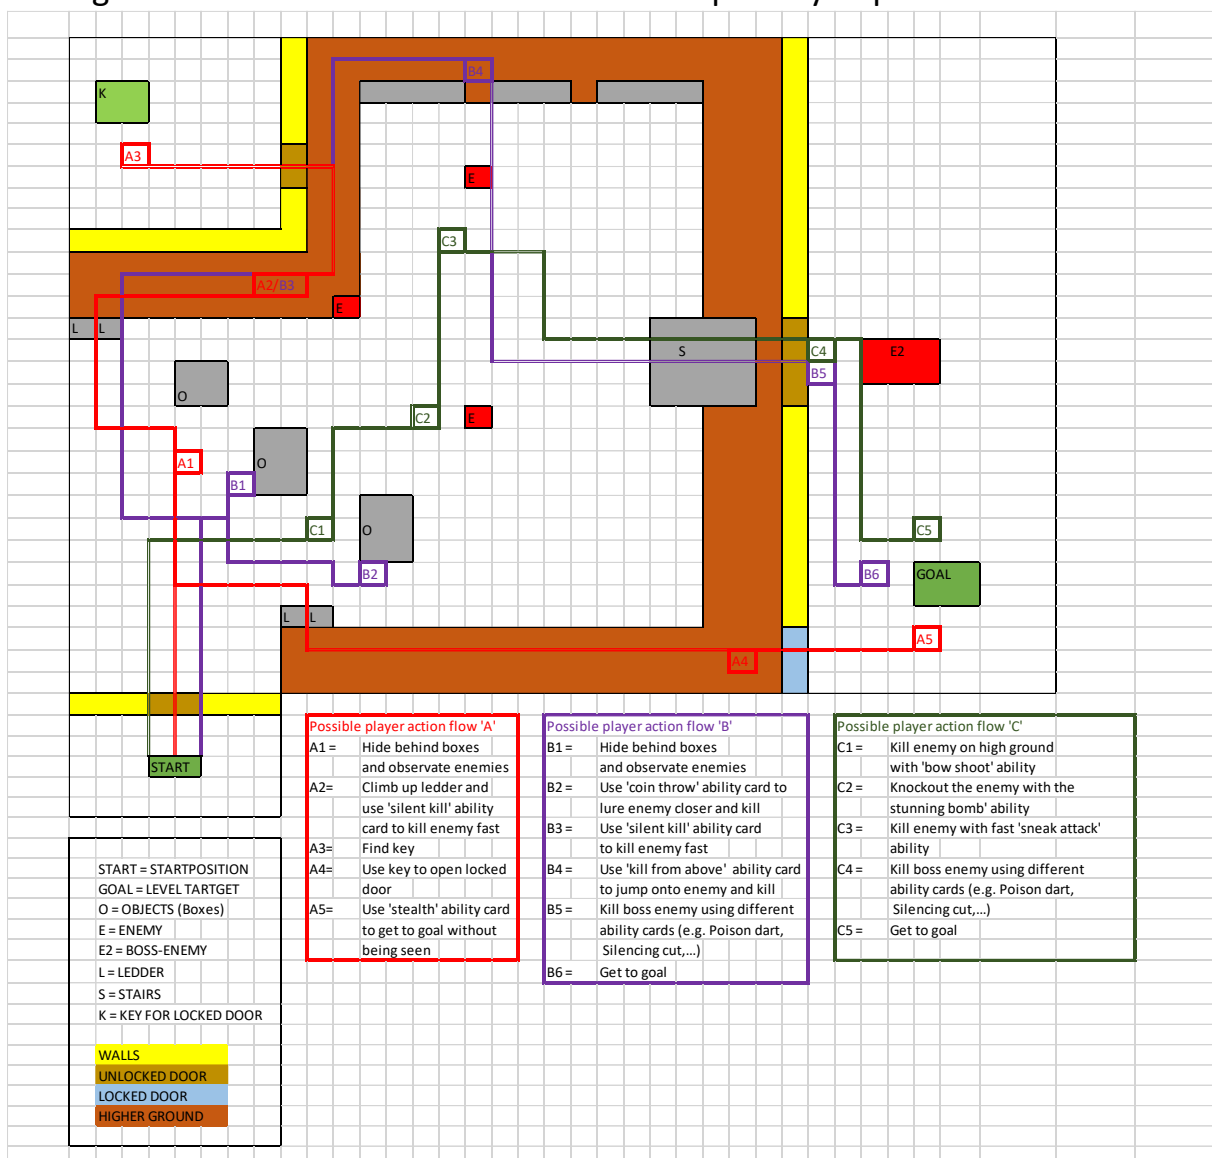 K
B4
A3
E
C3
A2/B3
E
L L
S
C4
E2
B5
O
C2
E
A1
O
B1
C1
O
C5
B2
B6
GOAL
L L
A5
A4
START
Possible player action flow 'A'
A1 = Hide behind boxes
and observate enemies
A2= Climb up ledder and
use 'silent kill' ability
card to kill enemy fast
A3= Find key
A4= Use key to open locked
door
A5= Use 'stealth' ability card
to get to goal without
being seen
Possible player action flow 'B'
B1 = Hide behind boxes
and observate enemies
B2 = Use 'coin throw' ability card to
lure enemy closer and kill
B3 = Use 'silent kill' ability card
to kill enemy fast
B4 = Use 'kill from above' ability card
to jump onto enemy and kill
B5 = Kill boss enemy using different
ability cards (e.g. Poison dart,
Silencing cut,...)
B6 = Get to goal
Possible player action flow 'C'
C1 = Kill enemy on high ground
with 'bow shoot' ability
C2 = Knockout the enemy with the
stunning bomb' ability
C3 = Kill enemy with fast 'sneak attack'
ability
C4 = Kill boss enemy using different
ability cards (e.g. Poison dart,
Silencing cut,...)
C5 = Get to goal
START = STARTPOSITION
GOAL = LEVEL TARTGET
O = OBJECTS (Boxes)
E = ENEMY
E2 = BOSS-ENEMY
L = LEDDER
S = STAIRS
K = KEY FOR LOCKED DOOR
WALLS
UNLOCKED DOOR
LOCKED DOOR
HIGHER GROUND